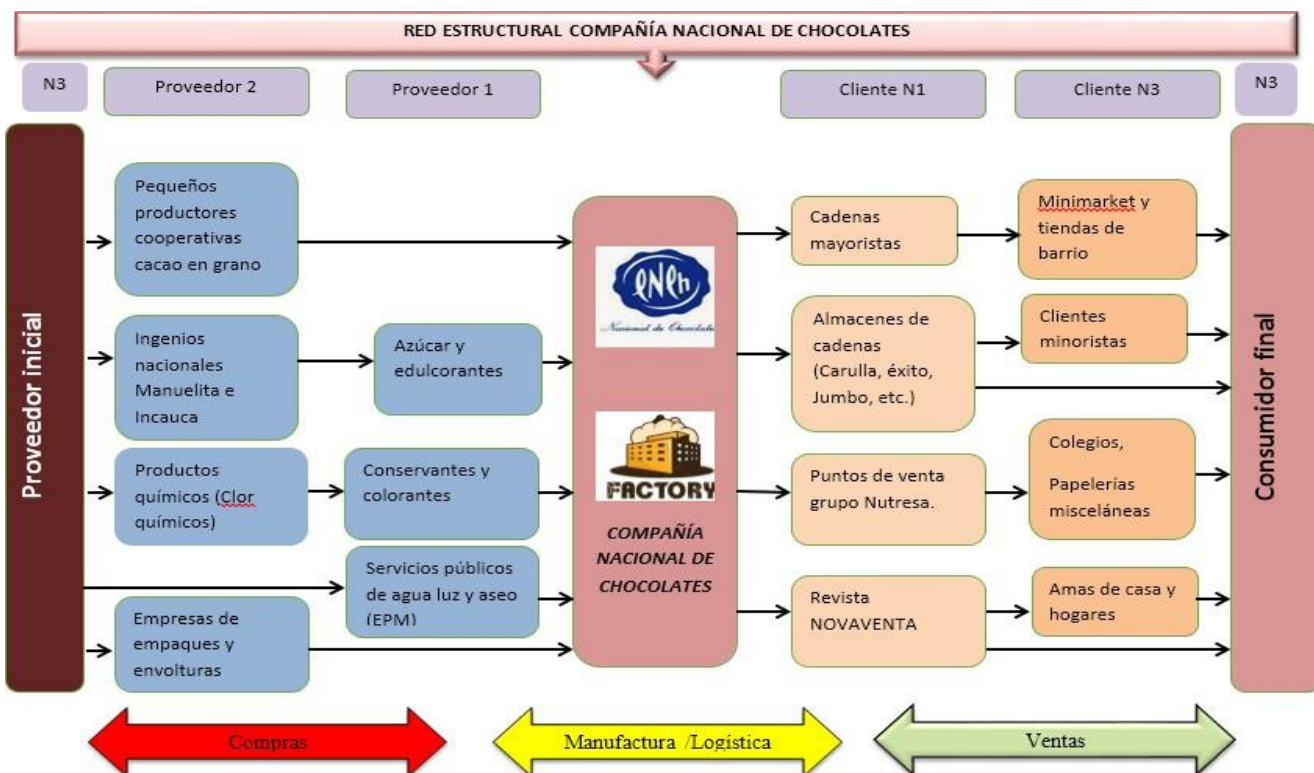 RED ESTRUCTURAL COMPAÑÍA NACIONAL DE CHOCOLATES
N3
Proveedor 2
Proveedor 1
Cliente N1
Cliente N3
N3
Proveedor inicial
Pequeños
productores
cooperativas
cacao en grano
Ingenios
nacionales
Manuelita e
Incauca
Azúcar y
edulcorantes
Productos
químicos (Clor
químicos)
Conservantes y
colorantes
Servicios públicos
de agua luz y aseo
(EPM)
Empresas de
empaques y
envolturas
Nacional de Chocolate
FACTORY
COMPAÑÍA
NACIONAL DE
CHOCOLATES
Cadenas
mayoristas
Minimarket y
tiendas de
barrio
Almacenes de
cadenas
(Carulla, éxito,
Jumbo, etc.)
Clientes
minoristas
Puntos de venta
grupo Nutresa.
Colegios,
Papelerías
misceláneas
Revista
NOVAVENTA
Amas de casa y
hogares
Consumidor final
Compras
Manufactura /Logística
Ventas